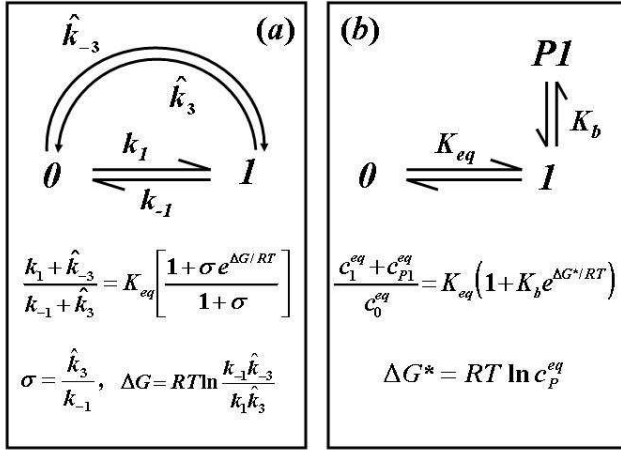 (a)
k̂₋₃
k̂₃
k₁
0 ⇌ 1
k₋₁
(k₁ + k̂₋₃)/(k₋₁ + k̂₃) = K_eq [(1 + σ e^{ΔG/RT})/(1 + σ)]
σ = k̂₃/k₋₁, ΔG = RT ln (k₋₁k̂₋₃)/(k₁k̂₃)
(b)
P1
K_b
K_eq
0 ⇌ 1
(c₁^{eq} + c_{P1}^{eq})/c₀^{eq} = K_eq (1 + K_b e^{ΔG*/RT})
ΔG* = RT ln c_P^{eq}